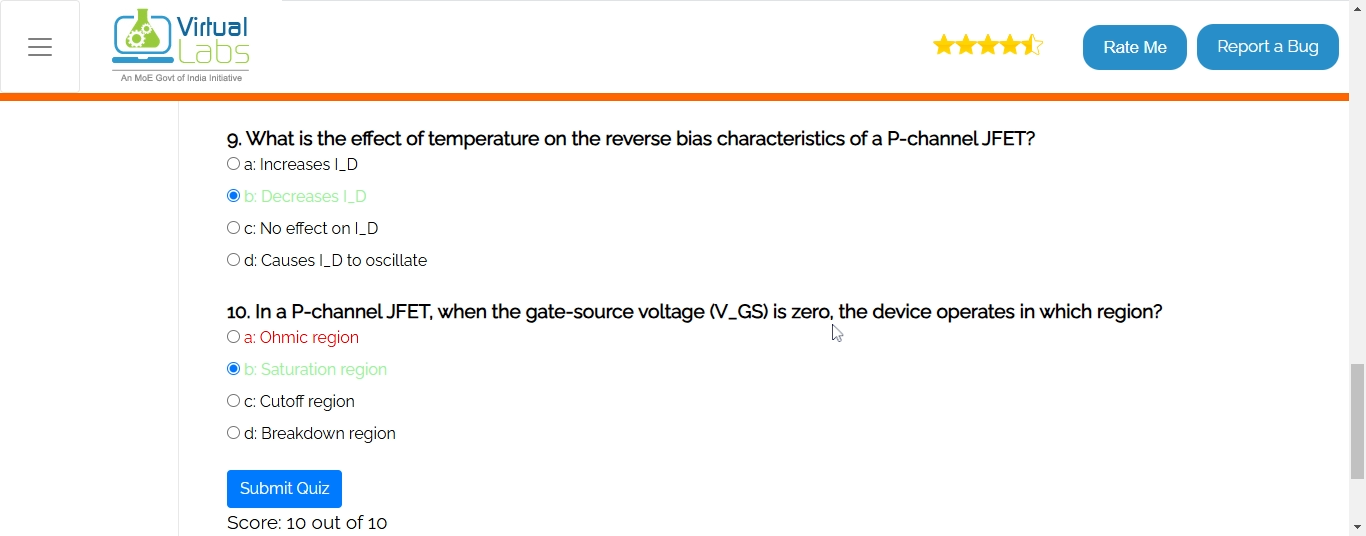 Virtual
Labs
An MoE Govt of India Initiative
Rate Me
Report a Bug
9. What is the effect of temperature on the reverse bias characteristics of a P-channel JFET?
a: Increases I_D
b: Decreases I_D
c: No effect on I_D
d: Causes I_D to oscillate
10. In a P-channel JFET, when the gate-source voltage (V_GS) is zero, the device operates in which region?
a: Ohmic region
b: Saturation region
c: Cutoff region
d: Breakdown region
Submit Quiz
Score: 10 out of 10